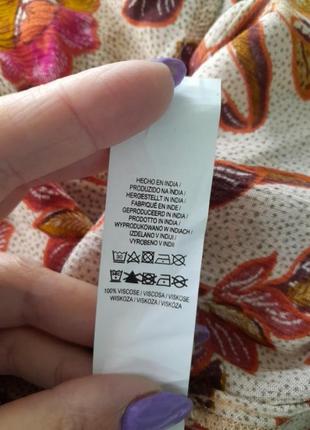 HECHO EN INDIA /
PRODUZIDO NA ÍNDIA /
HERGESTELLT IN INDIA /
FABRIQUÉ EN INDE /
GEPRODUCEERD IN INDIA /
PRODOTTO IN INDIA /
WYPRODUKOWANO W INDIACH /
IZDELANO V INDIJI /
VYROBENO V INDII
100% VISCOSE / VISCOSA / VISKOSE
WISKOZA / VISKOZA / VISKÓZA